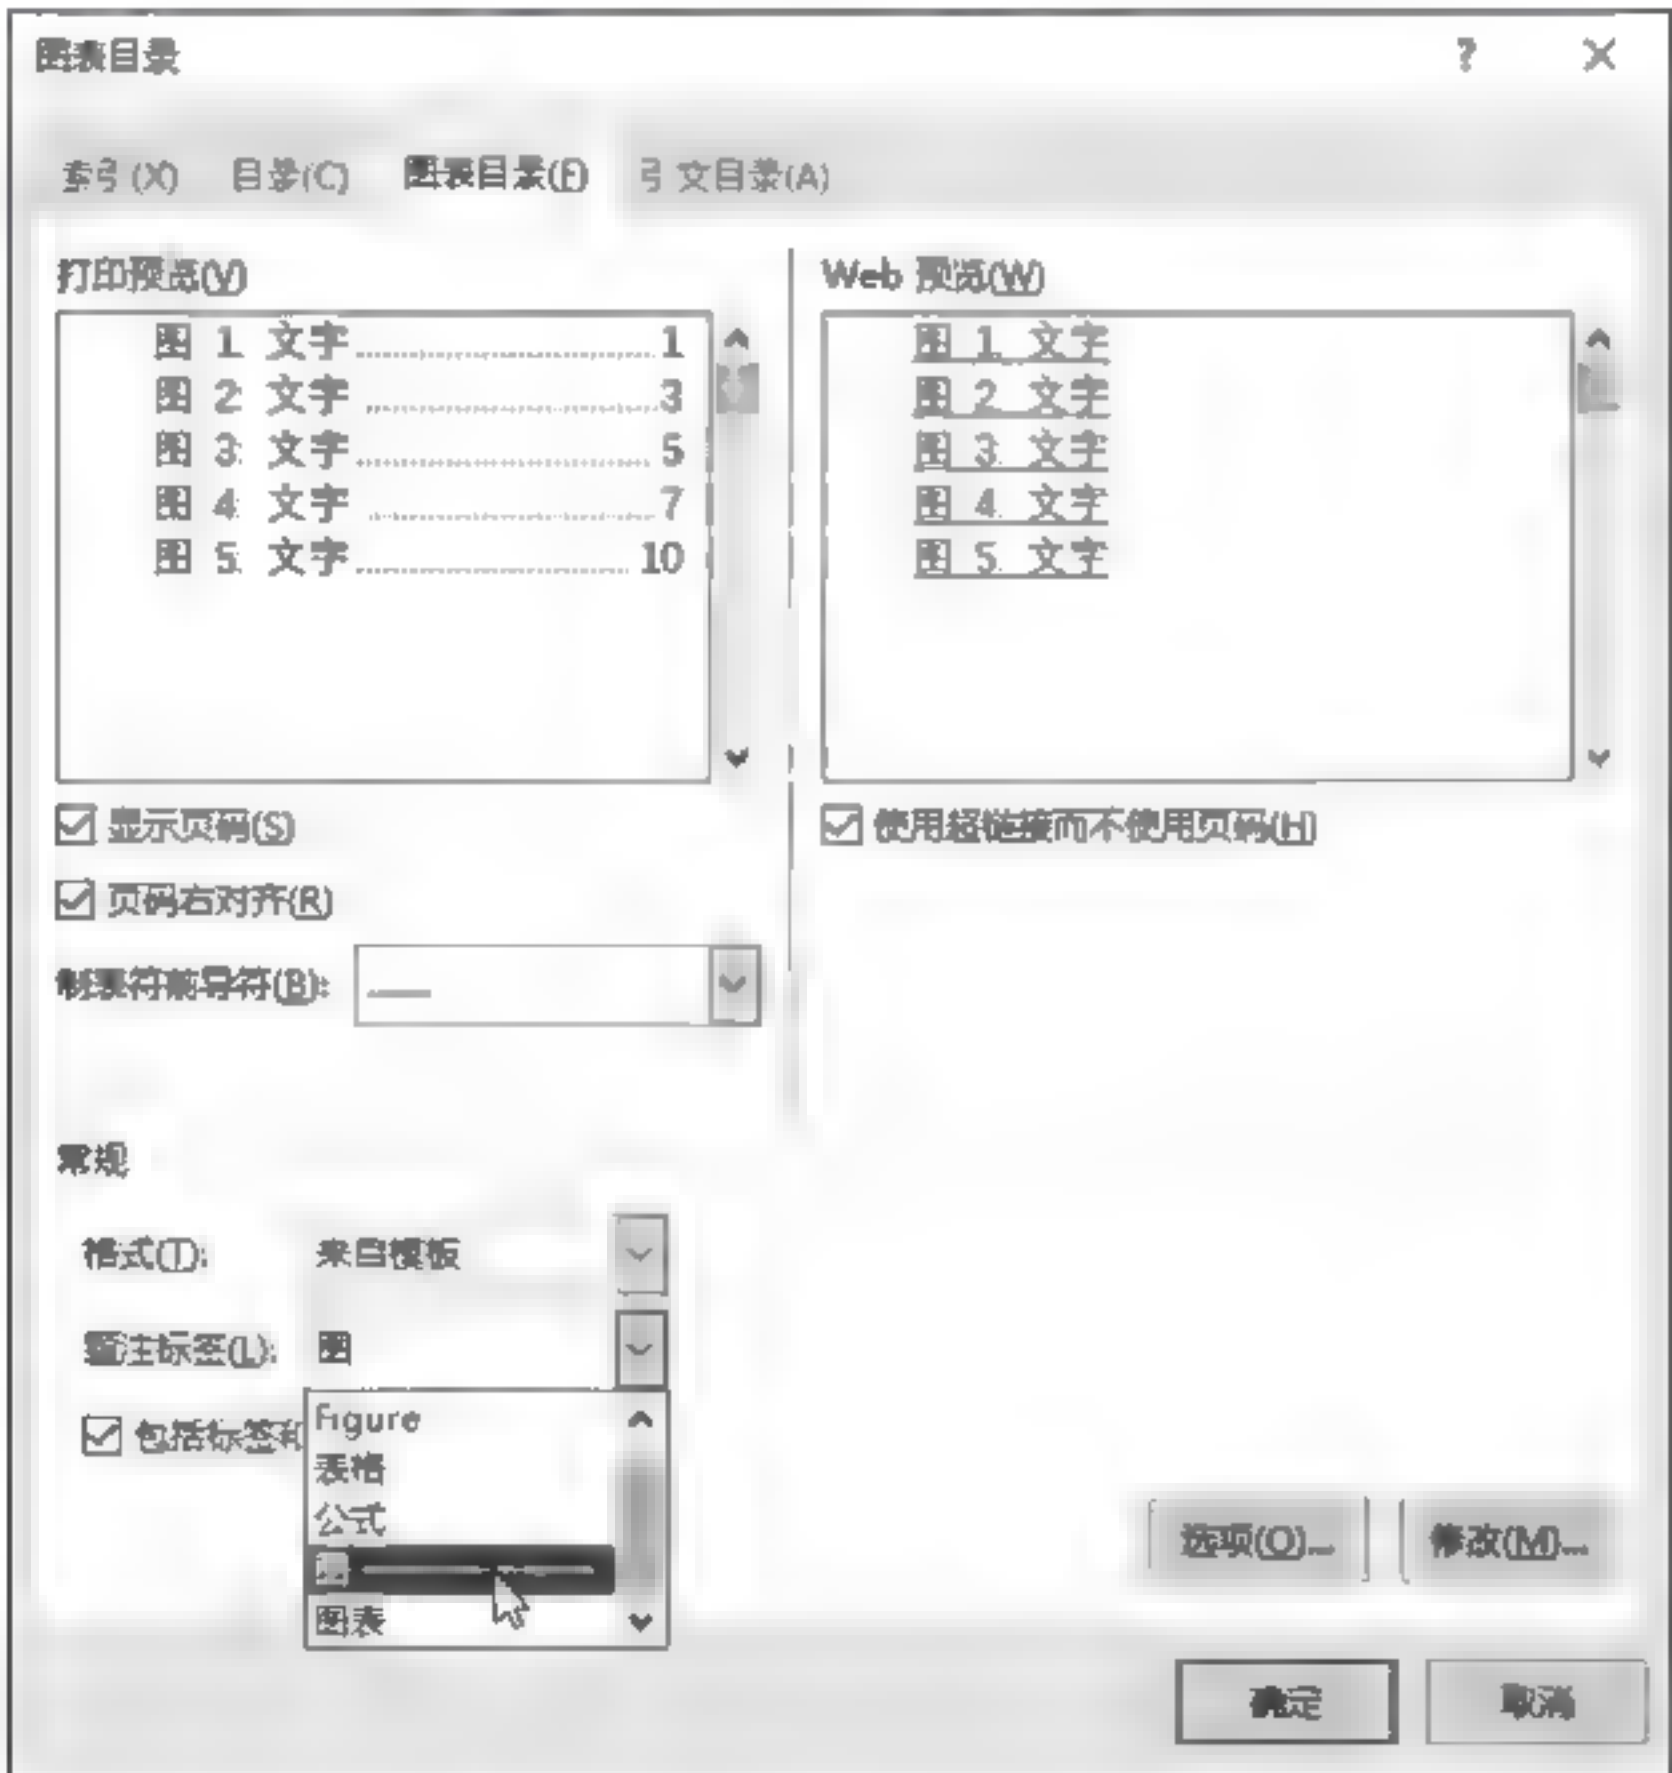 图表目录
索引(X) 目录(C) 图表目录(F) 引文目录(A)
打印预览(V)
图 1 文字 1
图 2 文字 3
图 3 文字 5
图 4 文字 7
图 5 文字 10
Web 预览(W)
图 1 文字
图 2 文字
图 3 文字
图 4 文字
图 5 文字
显示页码(S)
使用超链接而不使用页码(H)
页码右对齐(R)
制表符前导符(B):
常规
格式(T): 来自模板
题注标签(L): 图
包括标签和
Figure
表格
公式
图
图表
选项(O)... 修改(M)...
确定 取消